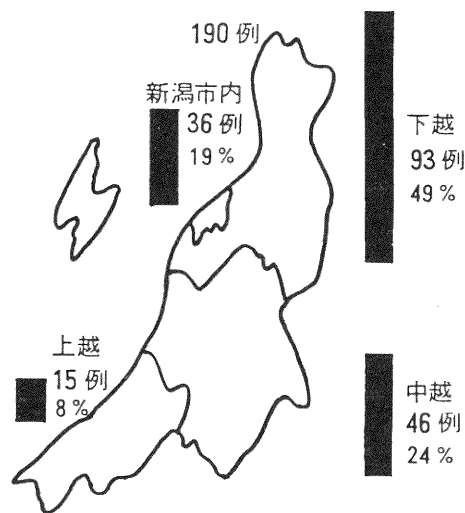 190 例
新潟市内
36 例
19 %
下越
93 例
49 %
上越
15 例
8 %
中越
46 例
24 %